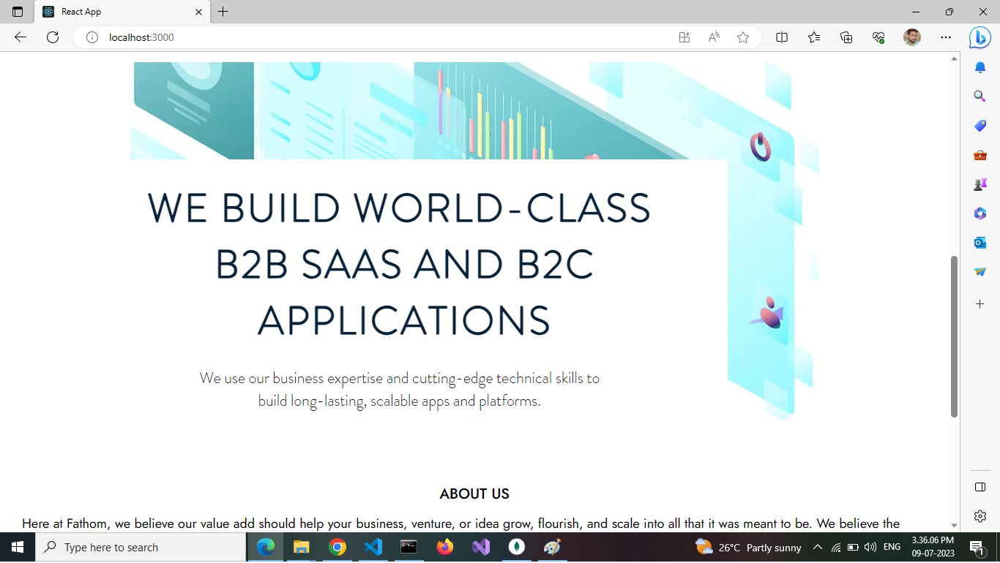 React App
localhost:3000
WE BUILD WORLD-CLASS
B2B SAAS AND B2C
APPLICATIONS
We use our business expertise and cutting-edge technical skills to
build long-lasting, scalable apps and platforms.
ABOUT US
Here at Fathom, we believe our value add should help your business, venture, or idea grow, flourish, and scale into all that it was meant to be. We believe the
Type here to search
26°C Partly sunny
ENG
3.36.06 PM
09-07-2023
1